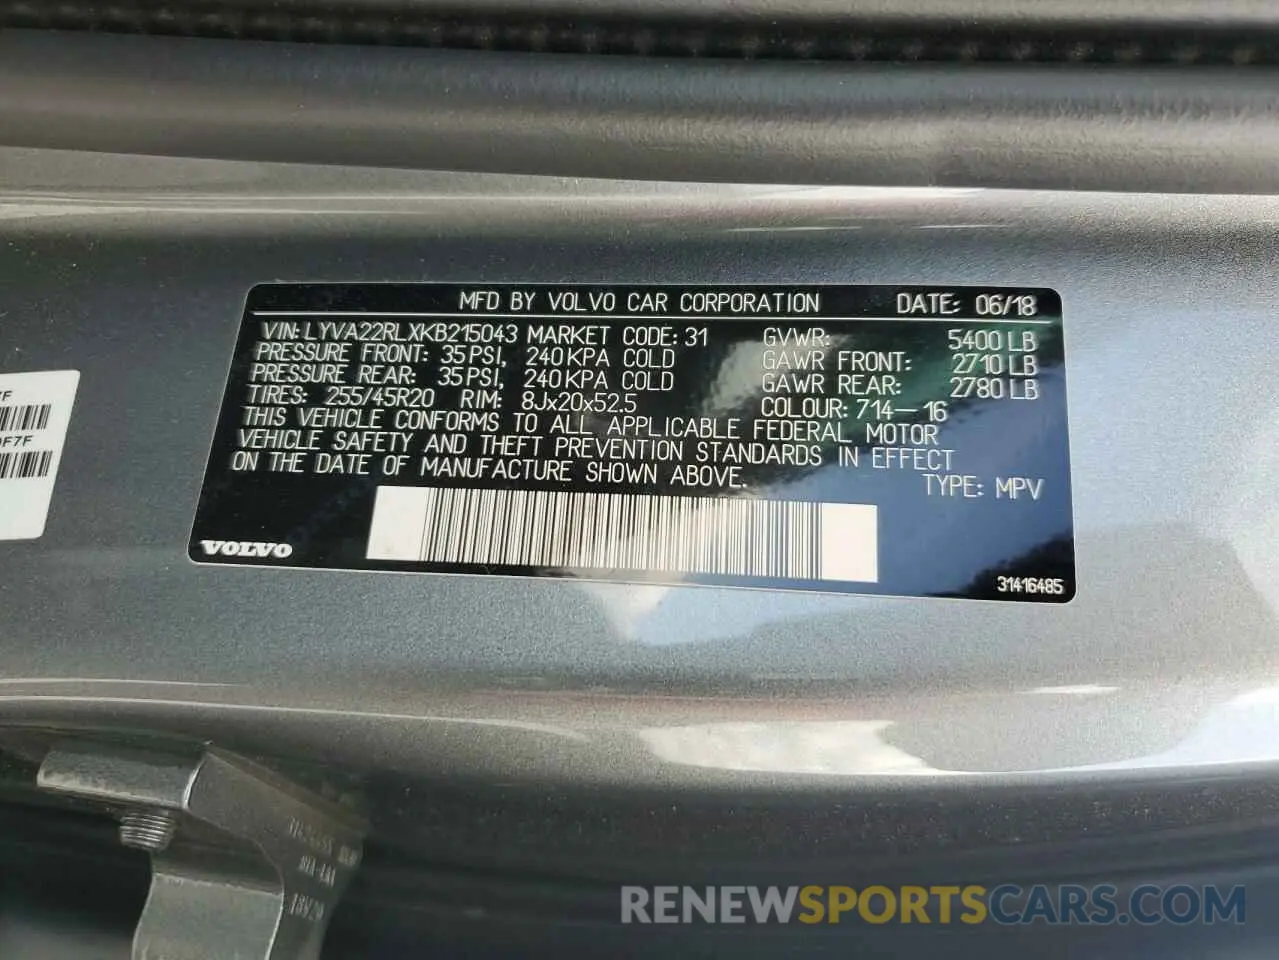 MFD BY VOLVO CAR CORPORATION DATE: 06/18
VIN: LYVA22RLXKB215043 MARKET CODE: 31 GVWR: 5400 LB
PRESSURE FRONT: 35 PSI, 240 KPA COLD GAWR FRONT: 2710 LB
PRESSURE REAR: 35 PSI, 240 KPA COLD GAWR REAR: 2780 LB
TIRES: 255/45R20 RIM: 8Jx20x52.5 COLOUR: 714-16
THIS VEHICLE CONFORMS TO ALL APPLICABLE FEDERAL MOTOR
VEHICLE SAFETY AND THEFT PREVENTION STANDARDS IN EFFECT
ON THE DATE OF MANUFACTURE SHOWN ABOVE. TYPE: MPV
VOLVO
31416485
18W20
RENEWSPORTSCARS.COM